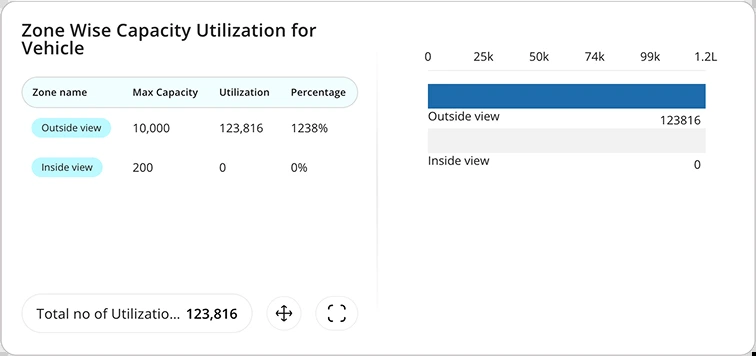 Zone Wise Capacity Utilization for
Vehicle
Zone name Max Capacity Utilization Percentage
Outside view 10,000 123,816 1238%
Inside view 200 0 0%
Total no of Utilizatio... 123,816
0 25k 50k 74k 99k 1.2L
Outside view 123816
Inside view 0